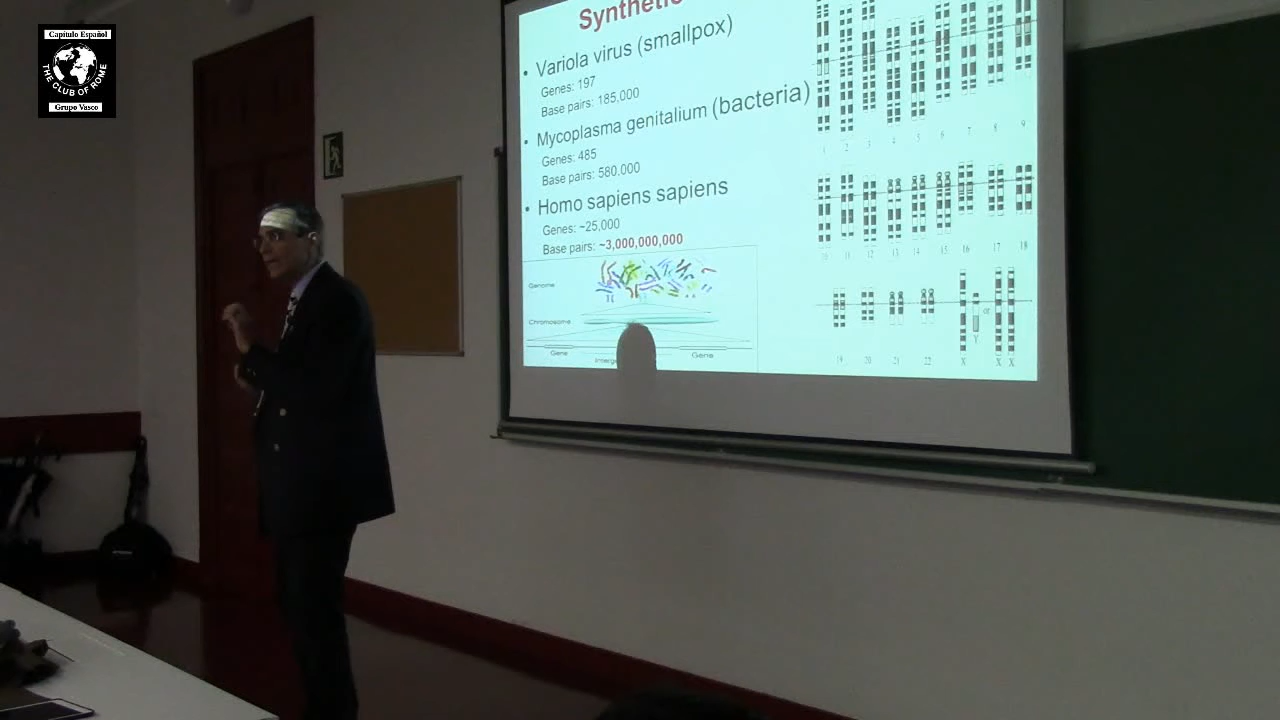 Capítulo Español
THE CLUB OF ROME
Grupo Vasco
Synthetic
• Variola virus (smallpox)
Genes: 197
Base pairs: 185,000
• Mycoplasma genitalium (bacteria)
Genes: 485
Base pairs: 580,000
• Homo sapiens sapiens
Genes: ~25,000
Base pairs: ~3,000,000,000
Genome
Chromosome
Gene
Gene
1 2 3 4 5 6 7 8 9
10 11 12 13 14 15 16 17 18
19 20 21 22 X Y or X X